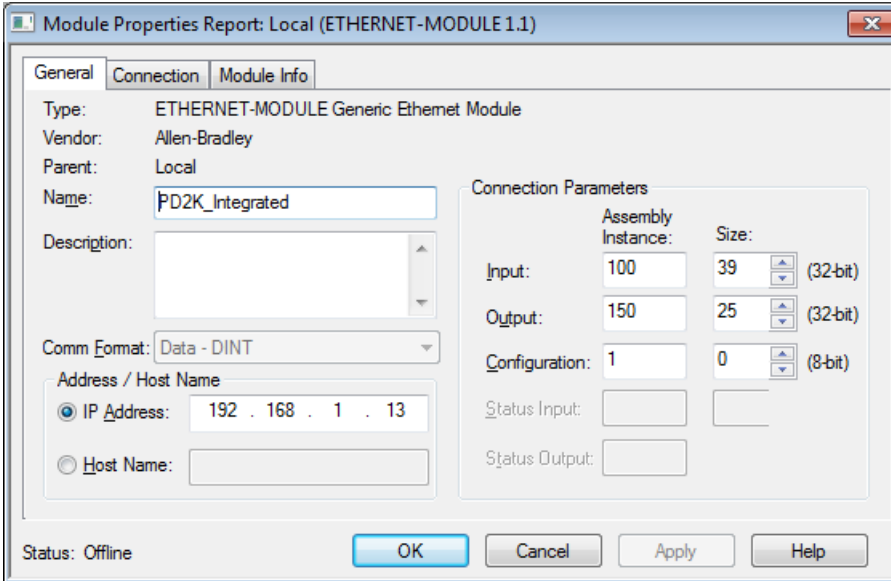 Module Properties Report: Local (ETHERNET-MODULE 1.1)
General Connection Module Info
Type: ETHERNET-MODULE Generic Ethernet Module
Vendor: Allen-Bradley
Parent: Local
Name: PD2K_Integrated
Description:
Comm Format: Data - DINT
Address / Host Name
IP Address: 192 . 168 . 1 . 13
Host Name:
Connection Parameters
Assembly Instance: Size:
Input: 100 39 (32-bit)
Output: 150 25 (32-bit)
Configuration: 1 0 (8-bit)
Status Input:
Status Output:
Status: Offline
OK Cancel Apply Help